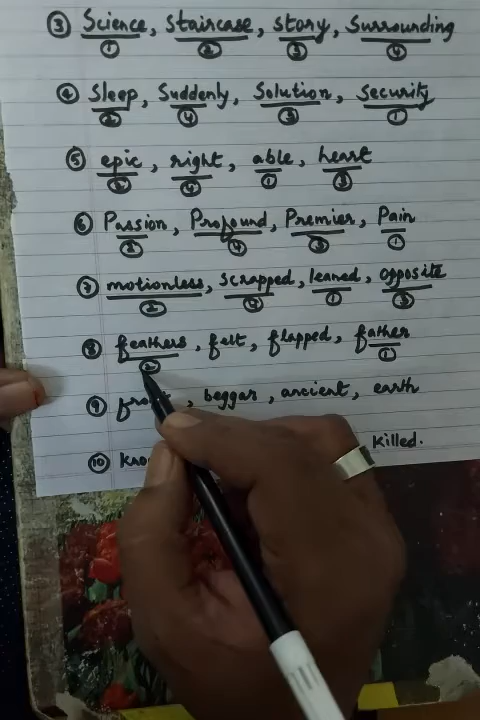 ③ Science, Staircase, Story, Surrounding
① ② ③ ④
④ Sleep, Suddenly, Solution, Security
② ④ ③ ①
⑤ epic, right, able, heart
② ④ ① ③
⑥ Passion, Profound, Premier, Pain
② ④ ③ ①
⑦ motionless, Scrapped, leaned, opposite
② ④ ① ③
⑧ feathers, felt, flapped, father
② ①
⑨ , beggar, ancient, earth
⑩ Killed.